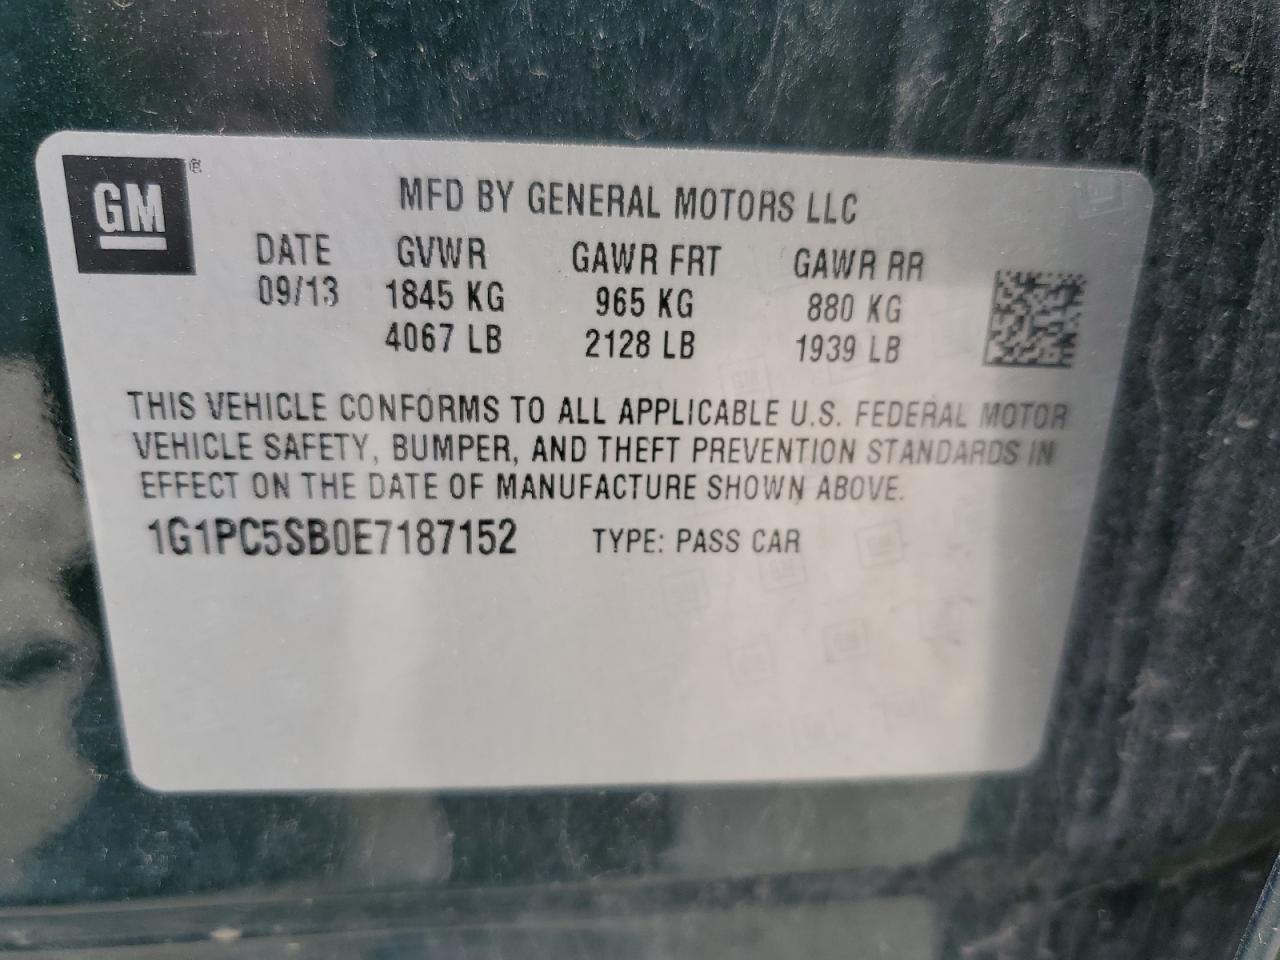 GM®
MFD BY GENERAL MOTORS LLC
DATE GVWR GAWR FRT GAWR RR
09/13 1845 KG 965 KG 880 KG
4067 LB 2128 LB 1939 LB
THIS VEHICLE CONFORMS TO ALL APPLICABLE U.S. FEDERAL MOTOR
VEHICLE SAFETY, BUMPER, AND THEFT PREVENTION STANDARDS IN
EFFECT ON THE DATE OF MANUFACTURE SHOWN ABOVE.
1G1PC5SB0E7187152 TYPE: PASS CAR